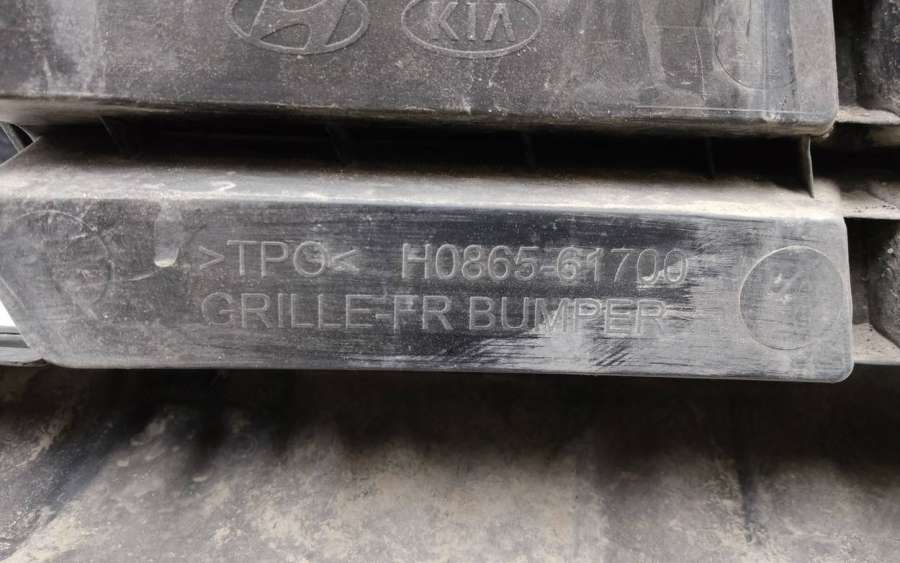 KIA
>TPO< H0865-61700
GRILLE-FR BUMPER